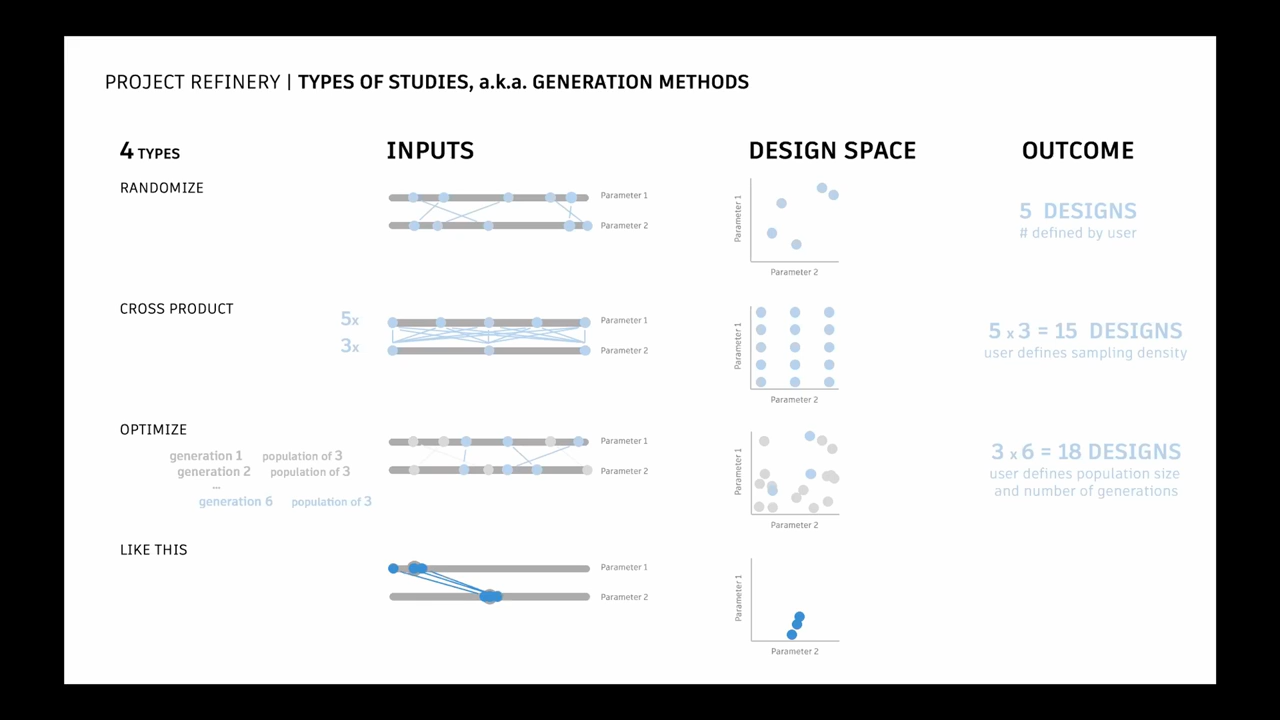 PROJECT REFINERY | TYPES OF STUDIES, a.k.a. GENERATION METHODS
4 TYPES
INPUTS
DESIGN SPACE
OUTCOME
RANDOMIZE
Parameter 1
Parameter 2
Parameter 1
Parameter 2
5 DESIGNS
# defined by user
CROSS PRODUCT
5x
3x
Parameter 1
Parameter 2
Parameter 1
Parameter 2
5 x 3 = 15 DESIGNS
user defines sampling density
OPTIMIZE
generation 1 population of 3
generation 2 population of 3
...
generation 6 population of 3
Parameter 1
Parameter 2
Parameter 1
Parameter 2
3 x 6 = 18 DESIGNS
user defines population size
and number of generations
LIKE THIS
Parameter 1
Parameter 2
Parameter 1
Parameter 2